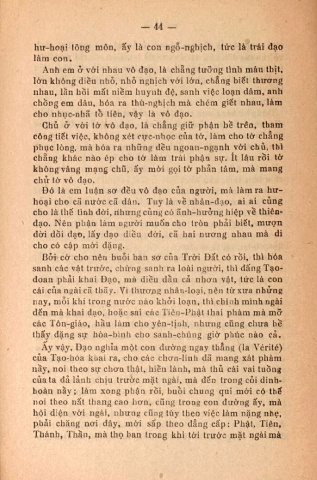 — 44 —
hư-hoại tông môn, ấy là con ngỗ-nghịch, tức là trái đạo
làm con.
Anh em ở với nhau vô đạo, là chẳng tưởng tình máu thịt,
lớn không điều nhỏ, nhỏ nghịch với lớn, chẳng biết thương
nhau, lần hồi mất niềm huynh đệ, sanh việc loạn dâm, anh
chồng em dâu, hóa ra thù-nghịch mà chém giết nhau, làm
cho nhục-nhã tổ tiên, vậy là vô đạo.
Chủ ở với tớ vô đạo, là chẳng giữ phận bề trên, tham
công tiết việc, không xét cực-nhọc của tớ, làm cho tớ chẳng
phục lòng, mà hóa ra những đều ngoan-ngạnh với chủ, thì
chẳng khác nào ép cho tớ làm trái phận sự. Ít lâu rồi tớ
không vâng mạng chủ, ấy mới gọi tớ phản tâm, mà mang
chữ tớ vô đạo.
Đó là em luận sơ đều vô đạo của người, mà làm ra hư-
hoại cho cả nước cả dân. Tuy là về nhân-đạo, ai ai cũng
cho là thế tình đời, nhưng cũng có ảnh-hưởng hiệp về thiên-
đạo. Nên phận làm người muốn cho tròn phải biết, mượn
đời dồi đạo, lấy đạo diều đời, cả hai nương nhau mà đi
cho có cập mới đặng.
Bởi cớ cho nên buổi ban sơ của Trời Đất có rồi, thì hóa
sanh các vật trước, chừng sanh ra loài người, thì đấng Tạo-
đoan phải khai Đạo, mà diều dắc cả nhơn vật, tức là con
cái của ngài cả thảy. Vì thương nhân-loại, nên từ xưa những
nay, mỗi khi trong nước nào khởi loạn, thì chính mình ngài
đến mà khai đạo, hoặc sai các Tiên-Phật thai phàm mà mở
các Tôn-giáo, hầu làm cho yên-tịnh, nhưng cũng chưa bề
thấy đặng sự hòa-bình cho sanh-chúng giờ phúc nào cả.
Ấy vậy, Đạo nghĩa một con đường ngay thẳng (la Vérité)
của Tạo-hóa khai ra, cho các chơn-linh đã mang xát phàm
nầy, noi theo sự chơn thật, hiền lành, mà thủ cái vai tuồng
của ta đã lãnh chịu trước mặt ngài, mà đến trong cõi dinh-
hoàn nầy; làm xong phận rồi, buổi chung qui mới có thể
noi theo nất thang cao hơn, cũng trong con đường ấy, mà
hội diện với ngài, nhưng cũng tùy theo việc làm nặng nhẹ,
phải chăng nơi đây, mới sắp theo đẳng cấp: Phật, Tiên,
Thánh, Thần, mà thọ ban trong khi tới trước mặt ngài mà